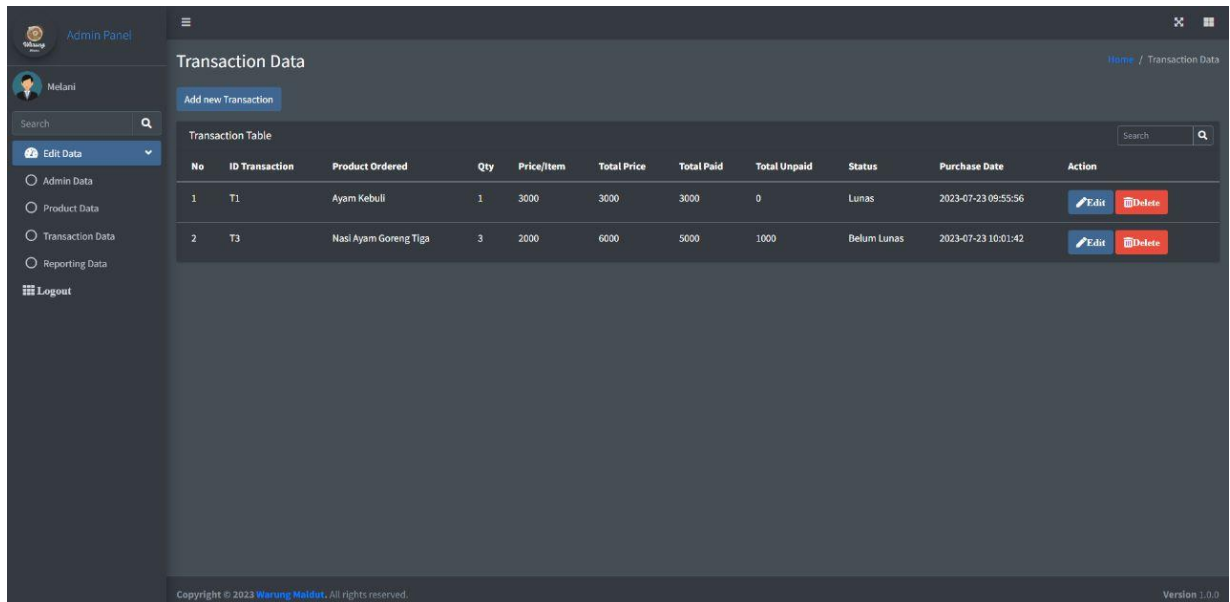 Warung
Admin Panel
Melani
Search
Edit Data
Admin Data
Product Data
Transaction Data
Reporting Data
Logout
Transaction Data
Home / Transaction Data
Add new Transaction
Transaction Table
Search
No ID Transaction Product Ordered Qty Price/Item Total Price Total Paid Total Unpaid Status Purchase Date Action
1 T1 Ayam Kebuli 1 3000 3000 3000 0 Lunas 2023-07-23 09:55:56 Edit Delete
2 T3 Nasi Ayam Goreng Tiga 3 2000 6000 5000 1000 Belum Lunas 2023-07-23 10:01:42 Edit Delete
Copyright © 2023 Warung Maldut. All rights reserved.
Version 1.0.0